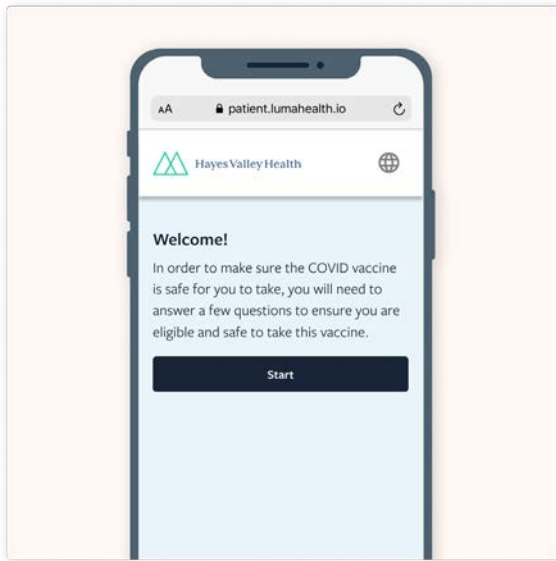 AA patient.lumahealth.io
Hayes Valley Health
Welcome!
In order to make sure the COVID vaccine
is safe for you to take, you will need to
answer a few questions to ensure you are
eligible and safe to take this vaccine.
Start